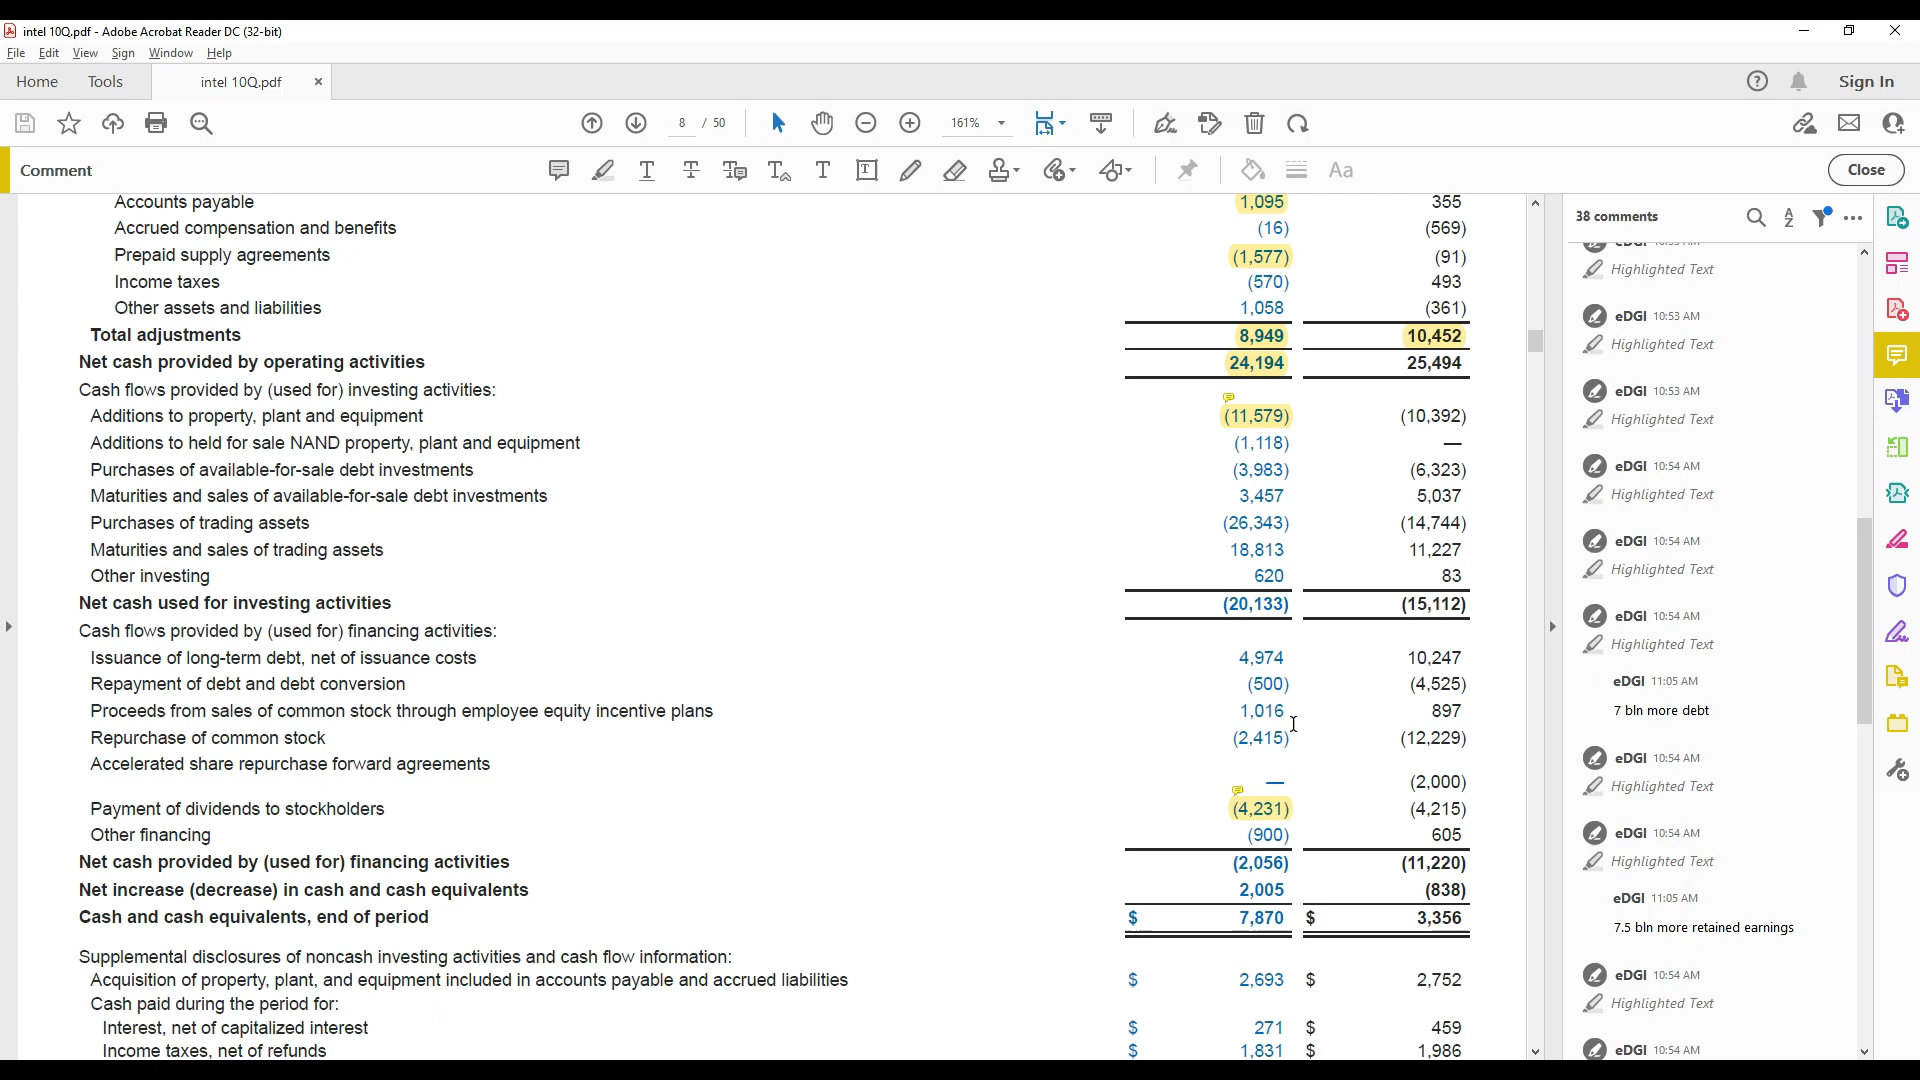 intel 10Q.pdf - Adobe Acrobat Reader DC (32-bit)
File Edit View Sign Window Help
Home Tools intel 10Q.pdf × Sign In
8 / 50 161%
Comment Close
Accounts payable 1,095 355
Accrued compensation and benefits (16) (569)
Prepaid supply agreements (1,577) (91)
Income taxes (570) 493
Other assets and liabilities 1,058 (361)
Total adjustments 8,949 10,452
Net cash provided by operating activities 24,194 25,494
Cash flows provided by (used for) investing activities:
Additions to property, plant and equipment (11,579) (10,392)
Additions to held for sale NAND property, plant and equipment (1,118) —
Purchases of available-for-sale debt investments (3,983) (6,323)
Maturities and sales of available-for-sale debt investments 3,457 5,037
Purchases of trading assets (26,343) (14,744)
Maturities and sales of trading assets 18,813 11,227
Other investing 620 83
Net cash used for investing activities (20,133) (15,112)
Cash flows provided by (used for) financing activities:
Issuance of long-term debt, net of issuance costs 4,974 10,247
Repayment of debt and debt conversion (500) (4,525)
Proceeds from sales of common stock through employee equity incentive plans 1,016 897
Repurchase of common stock (2,415) (12,229)
Accelerated share repurchase forward agreements — (2,000)
Payment of dividends to stockholders (4,231) (4,215)
Other financing (900) 605
Net cash provided by (used for) financing activities (2,056) (11,220)
Net increase (decrease) in cash and cash equivalents 2,005 (838)
Cash and cash equivalents, end of period $ 7,870 $ 3,356
Supplemental disclosures of noncash investing activities and cash flow information:
Acquisition of property, plant, and equipment included in accounts payable and accrued liabilities $ 2,693 $ 2,752
Cash paid during the period for:
Interest, net of capitalized interest $ 271 $ 459
Income taxes, net of refunds $ 1,831 $ 1,986
38 comments
Highlighted Text
eDGI 10:53 AM
Highlighted Text
eDGI 10:53 AM
Highlighted Text
eDGI 10:54 AM
Highlighted Text
eDGI 10:54 AM
Highlighted Text
eDGI 10:54 AM
Highlighted Text
eDGI 11:05 AM
7 bln more debt
eDGI 10:54 AM
Highlighted Text
eDGI 10:54 AM
Highlighted Text
eDGI 11:05 AM
7.5 bln more retained earnings
eDGI 10:54 AM
Highlighted Text
eDGI 10:54 AM